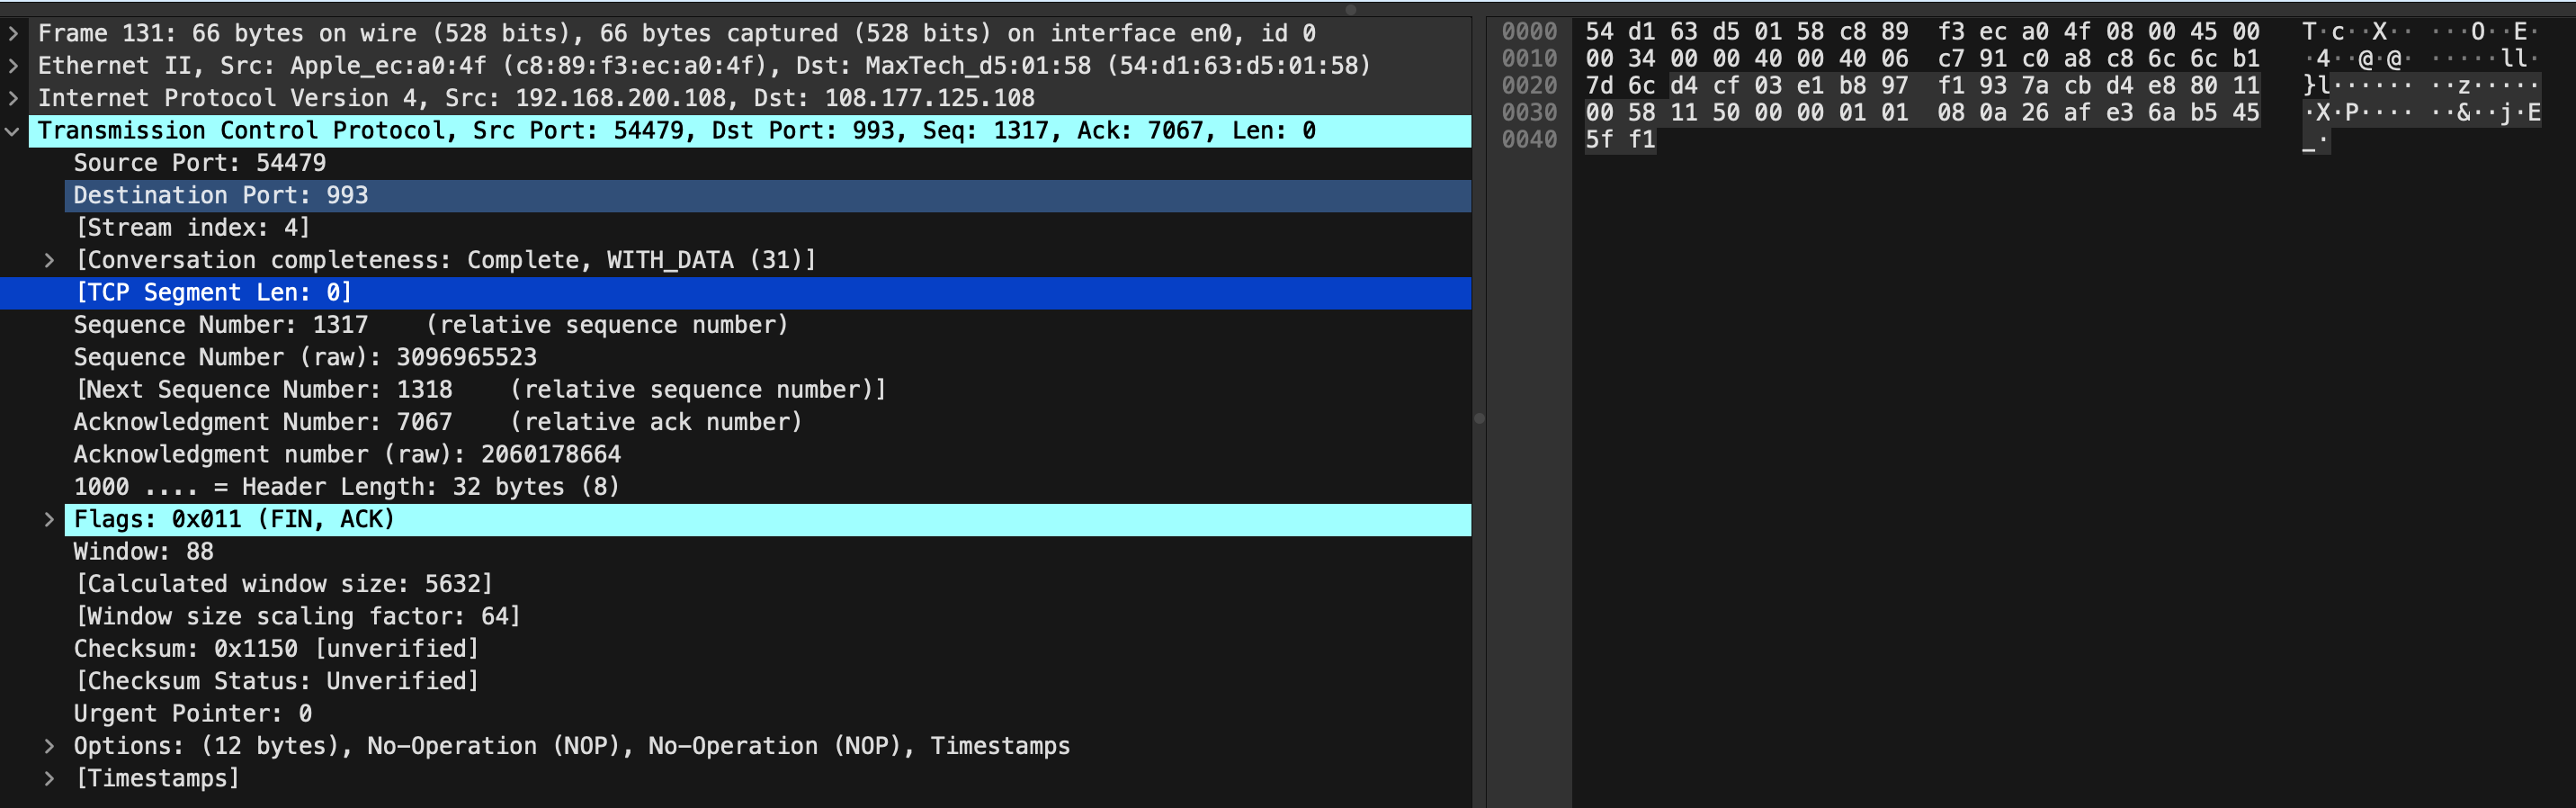 Frame 131: 66 bytes on wire (528 bits), 66 bytes captured (528 bits) on interface en0, id 0
Ethernet II, Src: Apple_ec:a0:4f (c8:89:f3:ec:a0:4f), Dst: MaxTech_d5:01:58 (54:d1:63:d5:01:58)
Internet Protocol Version 4, Src: 192.168.200.108, Dst: 108.177.125.108
Transmission Control Protocol, Src Port: 54479, Dst Port: 993, Seq: 1317, Ack: 7067, Len: 0
Source Port: 54479
Destination Port: 993
[Stream index: 4]
[Conversation completeness: Complete, WITH_DATA (31)]
[TCP Segment Len: 0]
Sequence Number: 1317    (relative sequence number)
Sequence Number (raw): 3096965523
[Next Sequence Number: 1318    (relative sequence number)]
Acknowledgment Number: 7067    (relative ack number)
Acknowledgment number (raw): 2060178664
1000 .... = Header Length: 32 bytes (8)
Flags: 0x011 (FIN, ACK)
Window: 88
[Calculated window size: 5632]
[Window size scaling factor: 64]
Checksum: 0x1150 [unverified]
[Checksum Status: Unverified]
Urgent Pointer: 0
Options: (12 bytes), No-Operation (NOP), No-Operation (NOP), Timestamps
[Timestamps]
0000 54 d1 63 d5 01 58 c8 89 f3 ec a0 4f 08 00 45 00 T·c··X·· ···O··E·
0010 00 34 00 00 40 00 40 06 c7 91 c0 a8 c8 6c 6c b1 ·4··@·@· ·····ll·
0020 7d 6c d4 cf 03 e1 b8 97 f1 93 7a cb d4 e8 80 11 }l······ ··z·····
0030 00 58 11 50 00 00 01 01 08 0a 26 af e3 6a b5 45 ·X·P···· ··&··j·E
0040 5f f1 _·